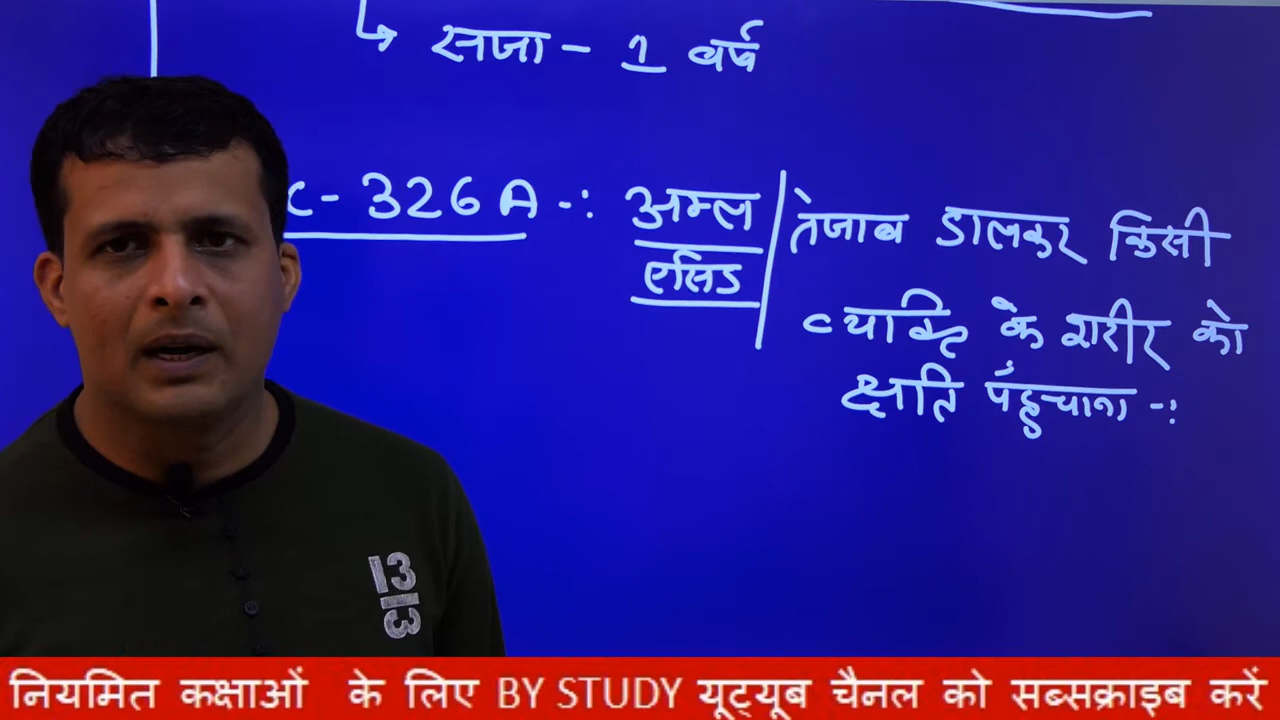 ↳ सजा - 1 वर्ष
C- 326 A -: अम्ल / तेजाब डालकर किसी
एसिड
व्यक्ति के शरीर को
क्षति पहुँचाना -:
13
13
नियमित कक्षाओं के लिए BY STUDY यूट्यूब चैनल को सब्सक्राइब करें